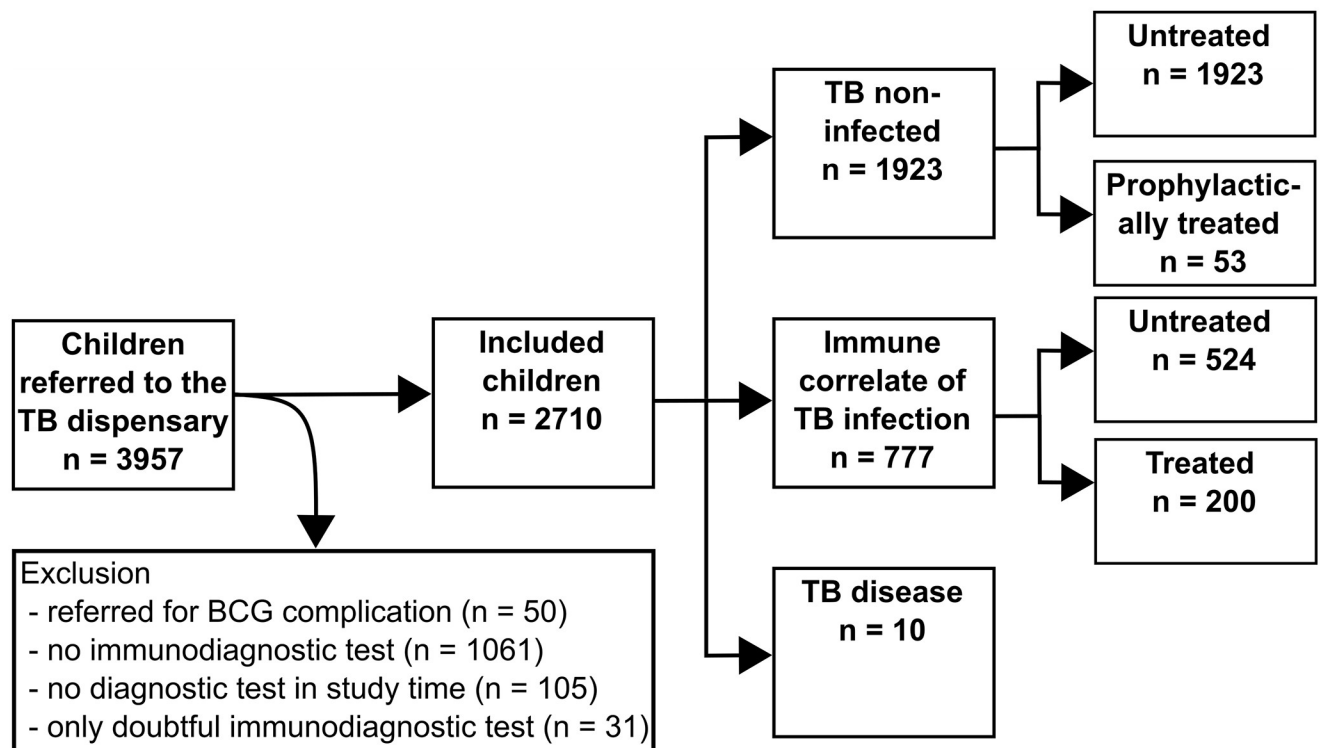 Children
referred to the
TB dispensary
n = 3957
Exclusion
- referred for BCG complication (n = 50)
- no immunodiagnostic test (n = 1061)
- no diagnostic test in study time (n = 105)
- only doubtful immunodiagnostic test (n = 31)
Included
children
n = 2710
TB non-
infected
n = 1923
Untreated
n = 1923
Prophylactic-
ally treated
n = 53
Immune
correlate of
TB infection
n = 777
Untreated
n = 524
Treated
n = 200
TB disease
n = 10